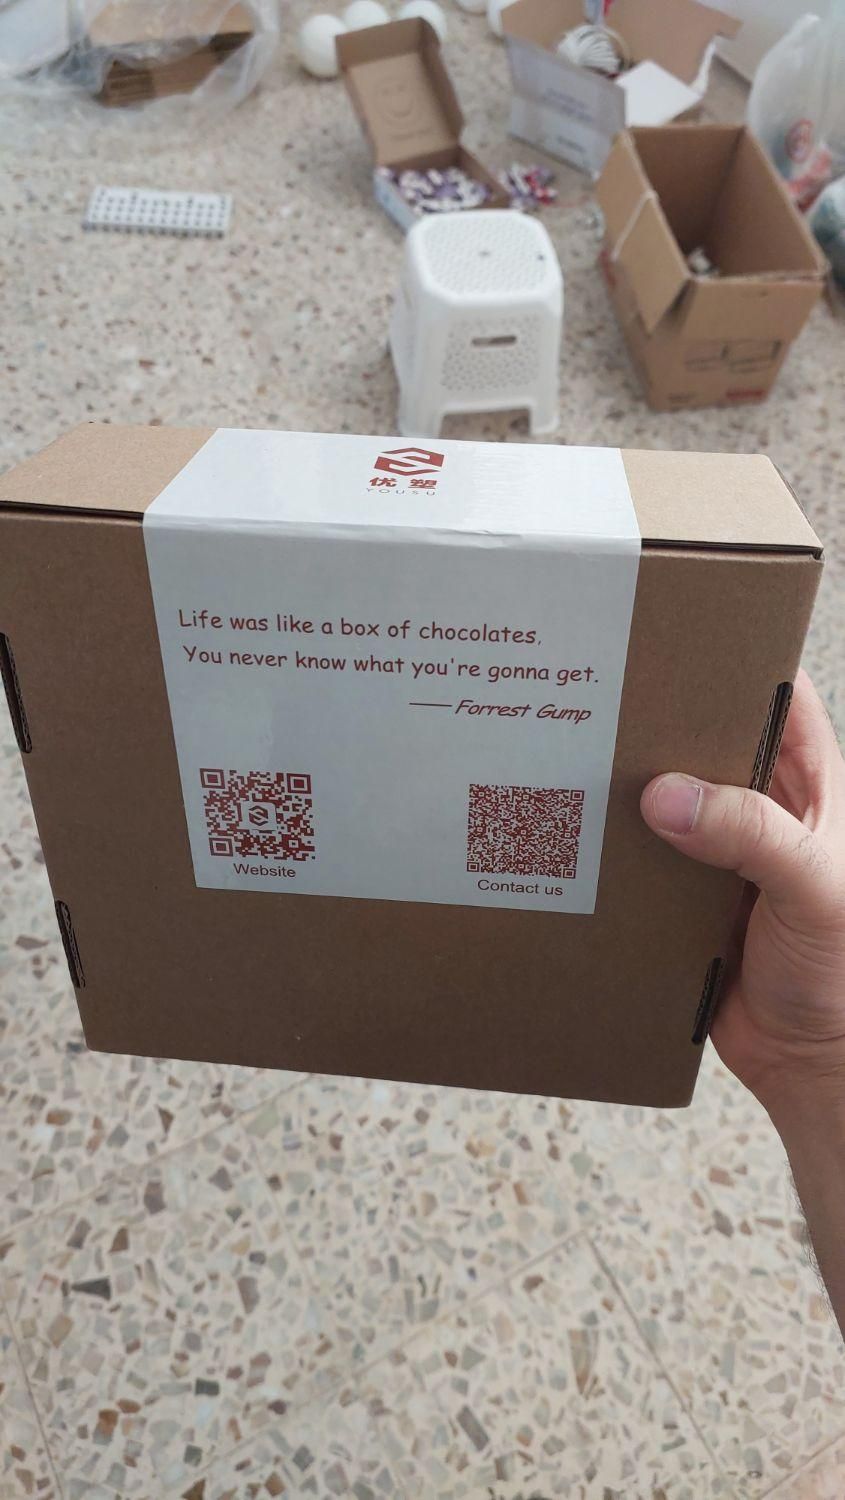 优塑
YOUSU
Life was like a box of chocolates,
You never know what you're gonna get.
——Forrest Gump
Website
Contact us